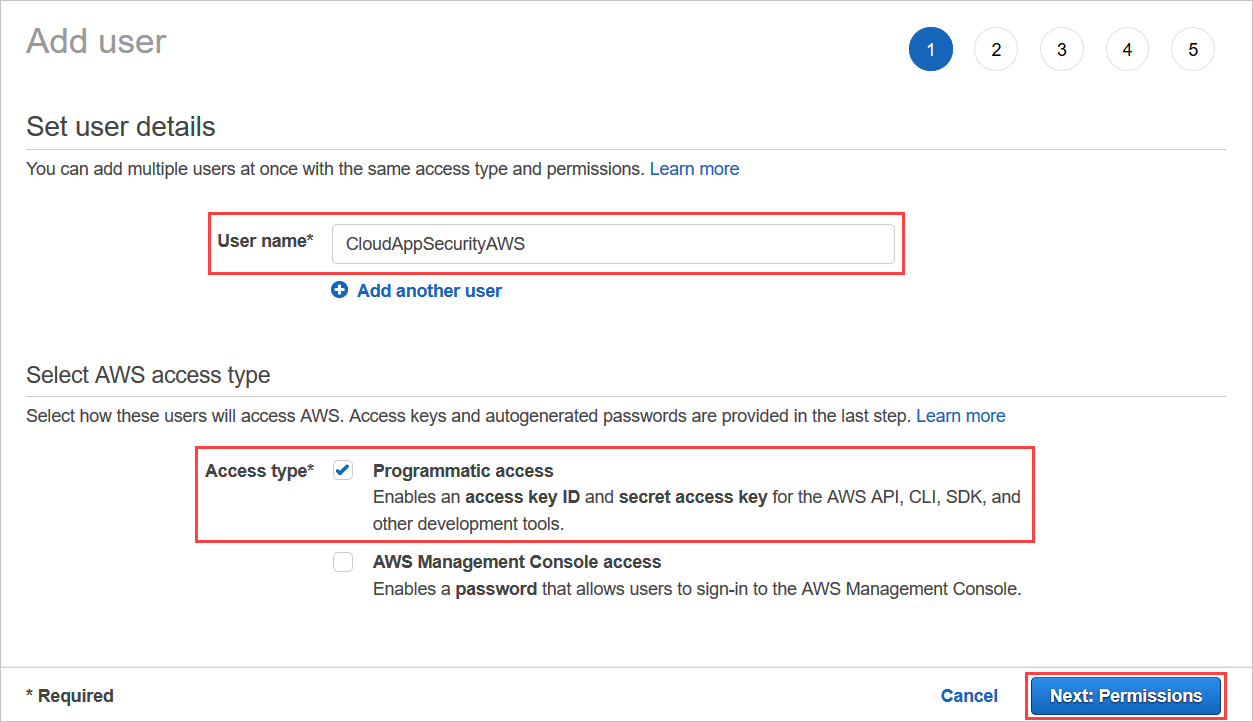 Add user
1 2 3 4 5
Set user details
You can add multiple users at once with the same access type and permissions. Learn more
User name* CloudAppSecurityAWS
Add another user
Select AWS access type
Select how these users will access AWS. Access keys and autogenerated passwords are provided in the last step. Learn more
Access type* Programmatic access
Enables an access key ID and secret access key for the AWS API, CLI, SDK, and
other development tools.
AWS Management Console access
Enables a password that allows users to sign-in to the AWS Management Console.
* Required Cancel Next: Permissions